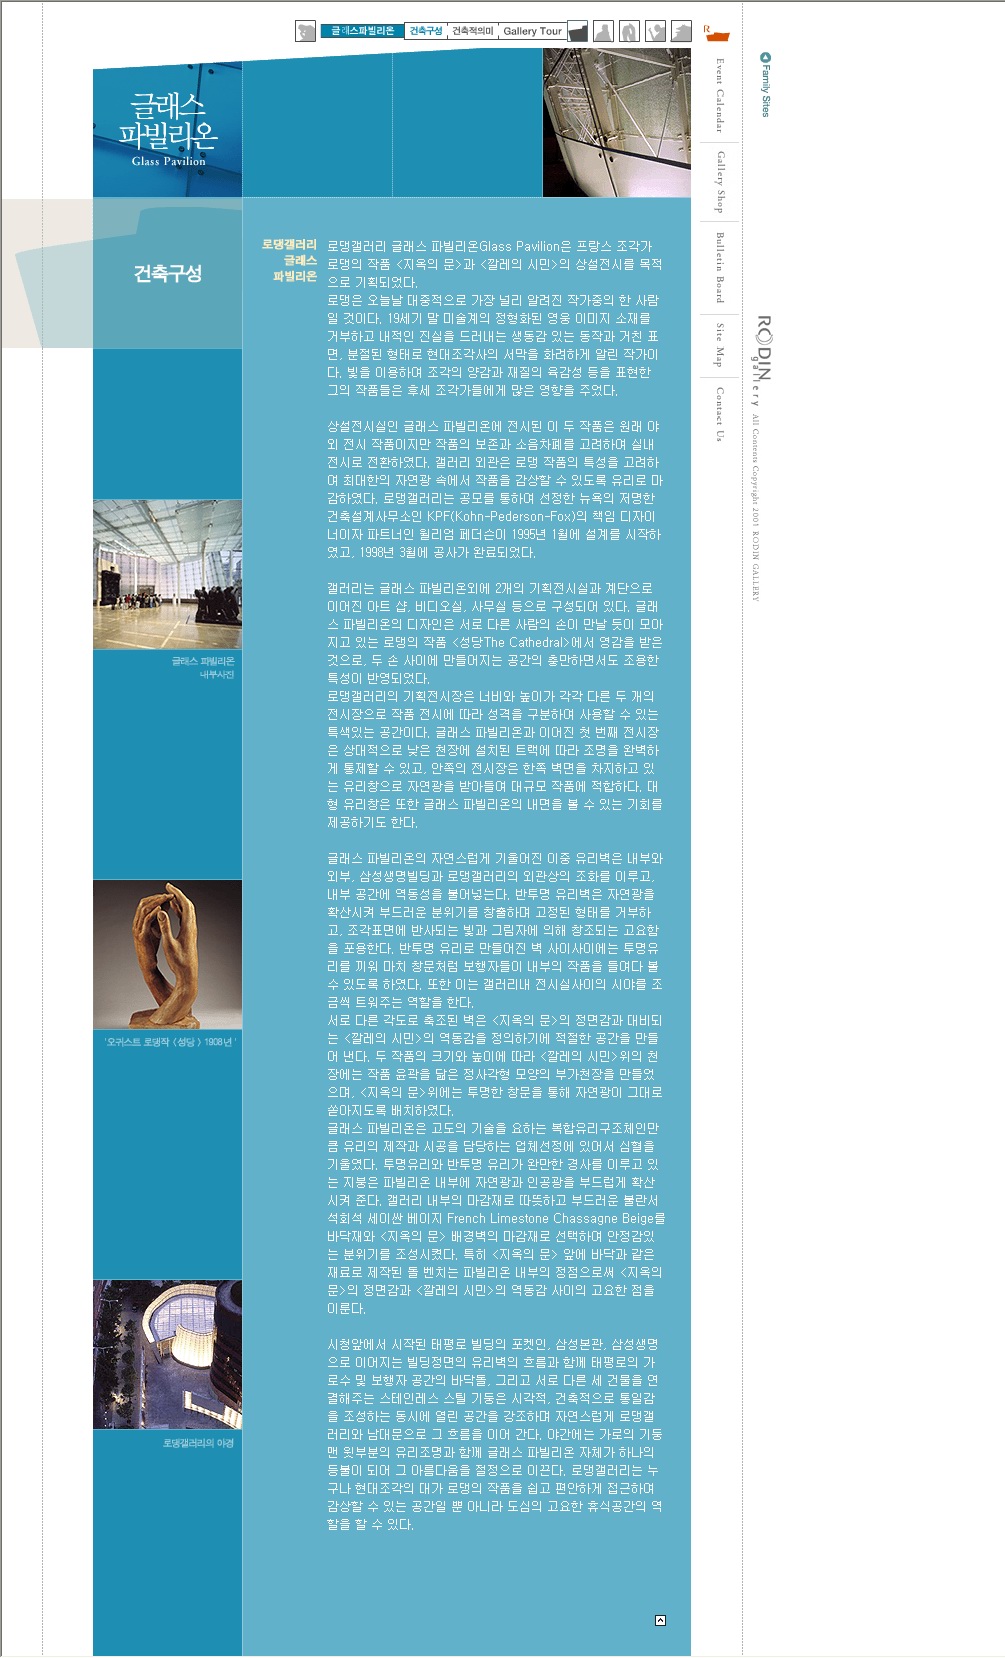 글래스파빌리온 건축구성 건축적의미 Gallery Tour
글래스
파빌리온
Glass Pavilion
건축구성
로댕갤러리
글래스
파빌리온
로댕갤러리 글래스 파빌리온Glass Pavilion은 프랑스 조각가
로댕의 작품 <지옥의 문>과 <깔레의 시민>의 상설전시를 목적
으로 기획되었다.
로댕은 오늘날 대중적으로 가장 널리 알려진 작가중의 한 사람
일 것이다. 19세기 말 미술계의 정형화된 영웅 이미지 소재를
거부하고 내적인 진실을 드러내는 생동감 있는 동작과 거친 표
면, 분절된 형태로 현대조각사의 서막을 화려하게 알린 작가이
다. 빛을 이용하여 조각의 양감과 재질의 육감성 등을 표현한
그의 작품들은 후세 조각가들에게 많은 영향을 주었다.
상설전시실인 글래스 파빌리온에 전시된 이 두 작품은 원래 야
외 전시 작품이지만 작품의 보존과 소음차폐를 고려하여 실내
전시로 전환하였다. 갤러리 외관은 로댕 작품의 특성을 고려하
여 최대한의 자연광 속에서 작품을 감상할 수 있도록 유리로 마
감하였다. 로댕갤러리는 공모를 통하여 선정한 뉴욕의 저명한
건축설계사무소인 KPF(Kohn-Pederson-Fox)의 책임 디자이
너이자 파트너인 윌리엄 페더슨이 1995년 1월에 설계를 시작하
였고, 1998년 3월에 공사가 완료되었다.
갤러리는 글래스 파빌리온외에 2개의 기획전시실과 계단으로
이어진 아트 샵, 비디오실, 사무실 등으로 구성되어 있다. 글래
스 파빌리온의 디자인은 서로 다른 사람의 손이 만날 듯이 모아
지고 있는 로댕의 작품 <성당The Cathedral>에서 영감을 받은
것으로, 두 손 사이에 만들어지는 공간의 충만하면서도 조용한
특성이 반영되었다.
로댕갤러리의 기획전시장은 너비와 높이가 각각 다른 두 개의
전시장으로 작품 전시에 따라 성격을 구분하여 사용할 수 있는
특색있는 공간이다. 글래스 파빌리온과 이어진 첫 번째 전시장
은 상대적으로 낮은 천장에 설치된 트랙에 따라 조명을 완벽하
게 통제할 수 있고, 안쪽의 전시장은 한쪽 벽면을 차지하고 있
는 유리창으로 자연광을 받아들여 대규모 작품에 적합하다. 대
형 유리창은 또한 글래스 파빌리온의 내면을 볼 수 있는 기회를
제공하기도 한다.
글래스 파빌리온의 자연스럽게 기울어진 이중 유리벽은 내부와
외부, 삼성생명빌딩과 로댕갤러리의 외관상의 조화를 이루고,
내부 공간에 역동성을 불어넣는다. 반투명 유리벽은 자연광을
확산시켜 부드러운 분위기를 창출하며 고정된 형태를 거부하
고, 조각표면에 반사되는 빛과 그림자에 의해 창조되는 고요함
을 포용한다. 반투명 유리로 만들어진 벽 사이사이에는 투명유
리를 끼워 마치 창문처럼 보행자들이 내부의 작품을 들여다 볼
수 있도록 하였다. 또한 이는 갤러리내 전시실사이의 시야를 조
금씩 트워주는 역할을 한다.
서로 다른 각도로 축조된 벽은 <지옥의 문>의 정면감과 대비되
는 <깔레의 시민>의 역동감을 정의하기에 적절한 공간을 만들
어 낸다. 두 작품의 크기와 높이에 따라 <깔레의 시민>위의 천
장에는 작품 윤곽을 닮은 정사각형 모양의 부가천장을 만들었
으며, <지옥의 문>위에는 투명한 창문을 통해 자연광이 그대로
쏟아지도록 배치하였다.
글래스 파빌리온은 고도의 기술을 요하는 복합유리구조체인만
큼 유리의 제작과 시공을 담당하는 업체선정에 있어서 심혈을
기울였다. 투명유리와 반투명 유리가 완만한 경사를 이루고 있
는 지붕은 파빌리온 내부에 자연광과 인공광을 부드럽게 확산
시켜 준다. 갤러리 내부의 마감재로 따뜻하고 부드러운 불란서
석회석 세이싼 베이지 French Limestone Chassagne Beige를
바닥재와 <지옥의 문> 배경벽의 마감재로 선택하여 안정감있
는 분위기를 조성시켰다. 특히 <지옥의 문> 앞에 바닥과 같은
재료로 제작된 돌 벤치는 파빌리온 내부의 정점으로써 <지옥의
문>의 정면감과 <깔레의 시민>의 역동감 사이의 고요한 점을
이룬다.
시청앞에서 시작된 태평로 빌딩의 포켓인, 삼성본관, 삼성생명
으로 이어지는 빌딩정면의 유리벽의 흐름과 함께 태평로의 가
로수 및 보행자 공간의 바닥돌, 그리고 서로 다른 세 건물을 연
결해주는 스테인레스 스틸 기둥은 시각적, 건축적으로 통일감
을 조성하는 동시에 열린 공간을 강조하며 자연스럽게 로댕갤
러리와 남대문으로 그 흐름을 이어 간다. 야간에는 가로의 기둥
맨 윗부분의 유리조명과 함께 글래스 파빌리온 자체가 하나의
등불이 되어 그 아름다움을 절정으로 이끈다. 로댕갤러리는 누
구나 현대조각의 대가 로댕의 작품을 쉽고 편안하게 접근하여
감상할 수 있는 공간일 뿐 아니라 도심의 고요한 휴식공간의 역
할을 할 수 있다.
글래스 파빌리온
내부사진
'오귀스트 로댕작 <성당> 1908년'
로댕갤러리의 야경
R
Event Calendar
Gallery Shop
Bulletin Board
Site Map
Contact Us
Family Sites
RODIN
gallery
All Contents Copyright 2001 RODIN GALLERY